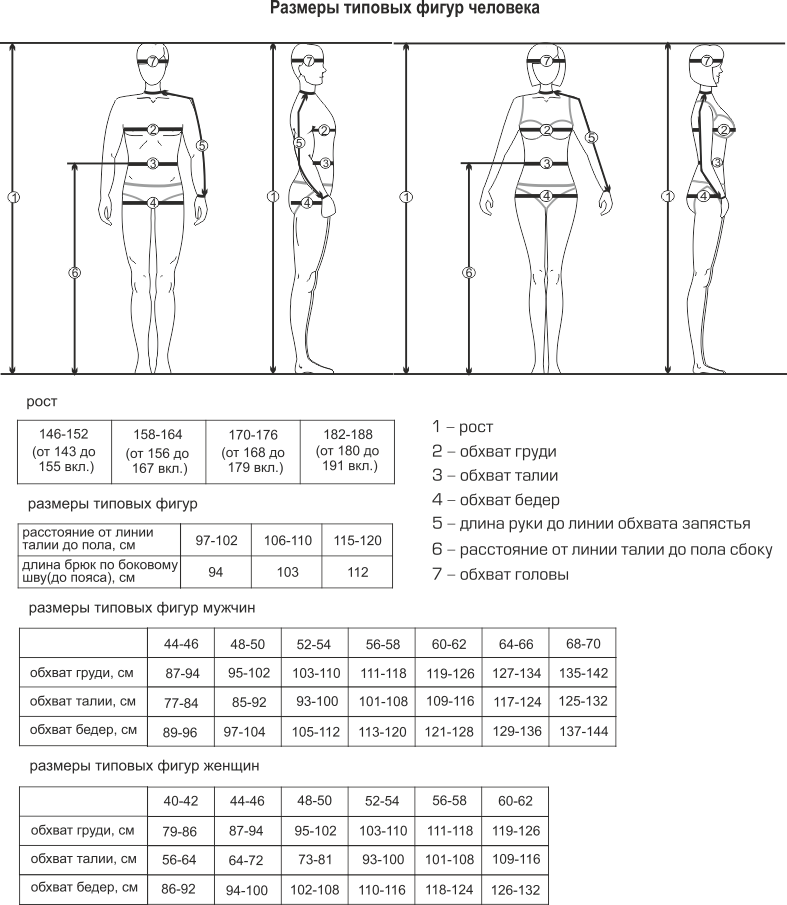 Размеры типовых фигур человека
7 7 7 7
2 2 2 2
5 5 5 5
3 3 3 3
1 4 1 4 1 4 1 4
6 6
рост
146-152 158-164 170-176 182-188
(от 143 до (от 156 до (от 168 до (от 180 до
155 вкл.) 167 вкл.) 179 вкл.) 191 вкл.)
1 – рост
2 – обхват груди
3 – обхват талии
4 – обхват бедер
5 – длина руки до линии обхвата запястья
6 – расстояние от линии талии до пола сбоку
7 – обхват головы
размеры типовых фигур
расстояние от линии
талии до пола, см 97-102 106-110 115-120
длина брюк по боковому
шву(до пояса), см 94 103 112
размеры типовых фигур мужчин
44-46 48-50 52-54 56-58 60-62 64-66 68-70
обхват груди, см 87-94 95-102 103-110 111-118 119-126 127-134 135-142
обхват талии, см 77-84 85-92 93-100 101-108 109-116 117-124 125-132
обхват бедер, см 89-96 97-104 105-112 113-120 121-128 129-136 137-144
размеры типовых фигур женщин
40-42 44-46 48-50 52-54 56-58 60-62
обхват груди, см 79-86 87-94 95-102 103-110 111-118 119-126
обхват талии, см 56-64 64-72 73-81 93-100 101-108 109-116
обхват бедер, см 86-92 94-100 102-108 110-116 118-124 126-132